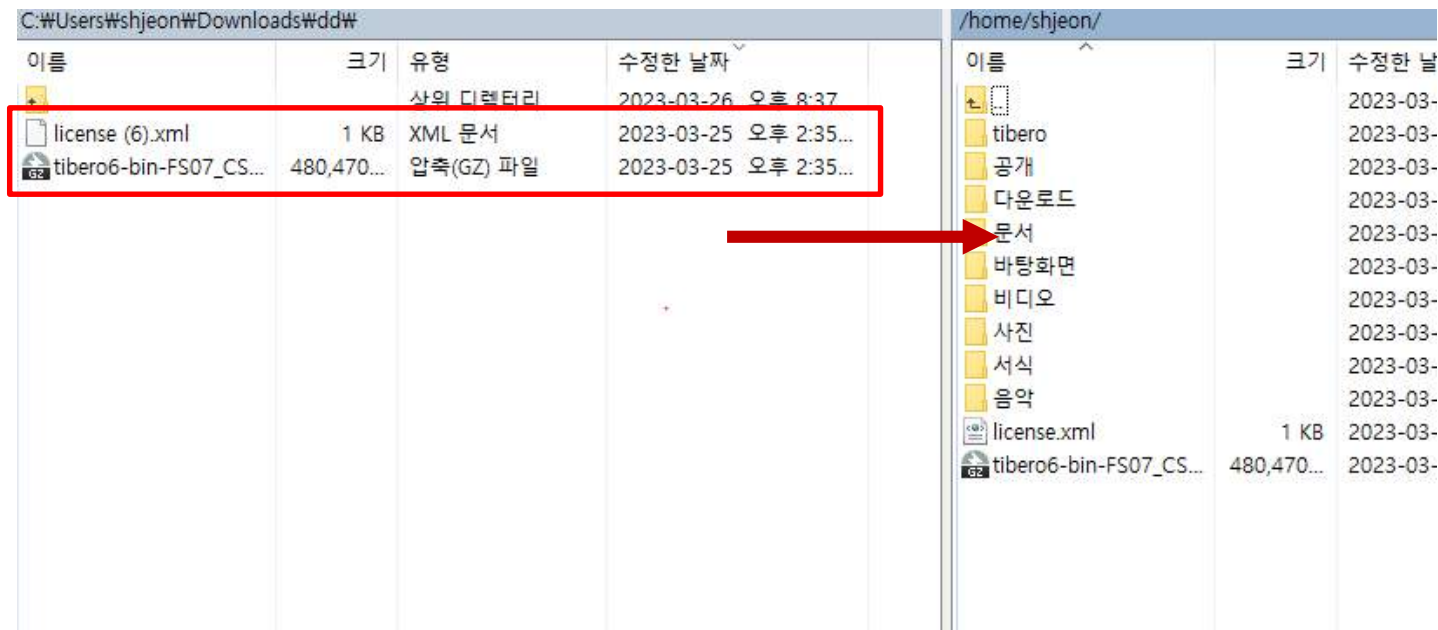 C:₩Users₩shjeon₩Downloads₩dd₩
이름 크기 유형 수정한 날짜
상위 디렉터리 2023-03-26 오후 8:37
license (6).xml 1 KB XML 문서 2023-03-25 오후 2:35...
tibero6-bin-FS07_CS... 480,470... 압축(GZ) 파일 2023-03-25 오후 2:35...
/home/shjeon/
이름 크기 수정한 날
.. 2023-03-
tibero 2023-03-
공개 2023-03-
다운로드 2023-03-
문서 2023-03-
바탕화면 2023-03-
비디오 2023-03-
사진 2023-03-
서식 2023-03-
음악 2023-03-
license.xml 1 KB 2023-03-
tibero6-bin-FS07_CS... 480,470... 2023-03-